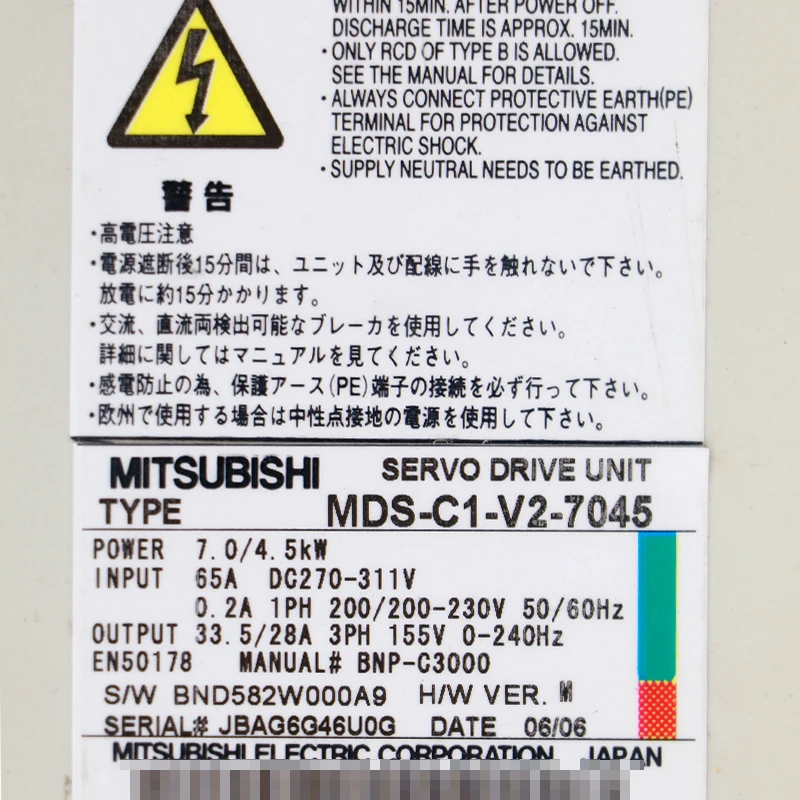 WITHIN 15MIN. AFTER POWER OFF.
DISCHARGE TIME IS APPROX. 15MIN.
・ONLY RCD OF TYPE B IS ALLOWED.
SEE THE MANUAL FOR DETAILS.
・ALWAYS CONNECT PROTECTIVE EARTH(PE)
TERMINAL FOR PROTECTION AGAINST
ELECTRIC SHOCK.
・SUPPLY NEUTRAL NEEDS TO BE EARTHED.
警告
・高電圧注意
・電源遮断後15分間は、ユニット及び配線に手を触れないで下さい。
放電に約15分かかります。
・交流、直流両検出可能なブレーカを使用してください。
詳細に関してはマニュアルを見てください。
・感電防止の為、保護アース(PE)端子の接続を必ず行って下さい。
・欧州で使用する場合は中性点接地の電源を使用して下さい。
MITSUBISHI SERVO DRIVE UNIT
TYPE MDS-C1-V2-7045
POWER 7.0/4.5kW
INPUT 65A DC270-311V
0.2A 1PH 200/200-230V 50/60Hz
OUTPUT 33.5/28A 3PH 155V 0-240Hz
EN50178 MANUAL# BNP-C3000
S/W BND582W000A9 H/W VER. M
SERIAL# JBAG6G46U0G DATE 06/06
MITSUBISHI ELECTRIC CORPORATION JAPAN